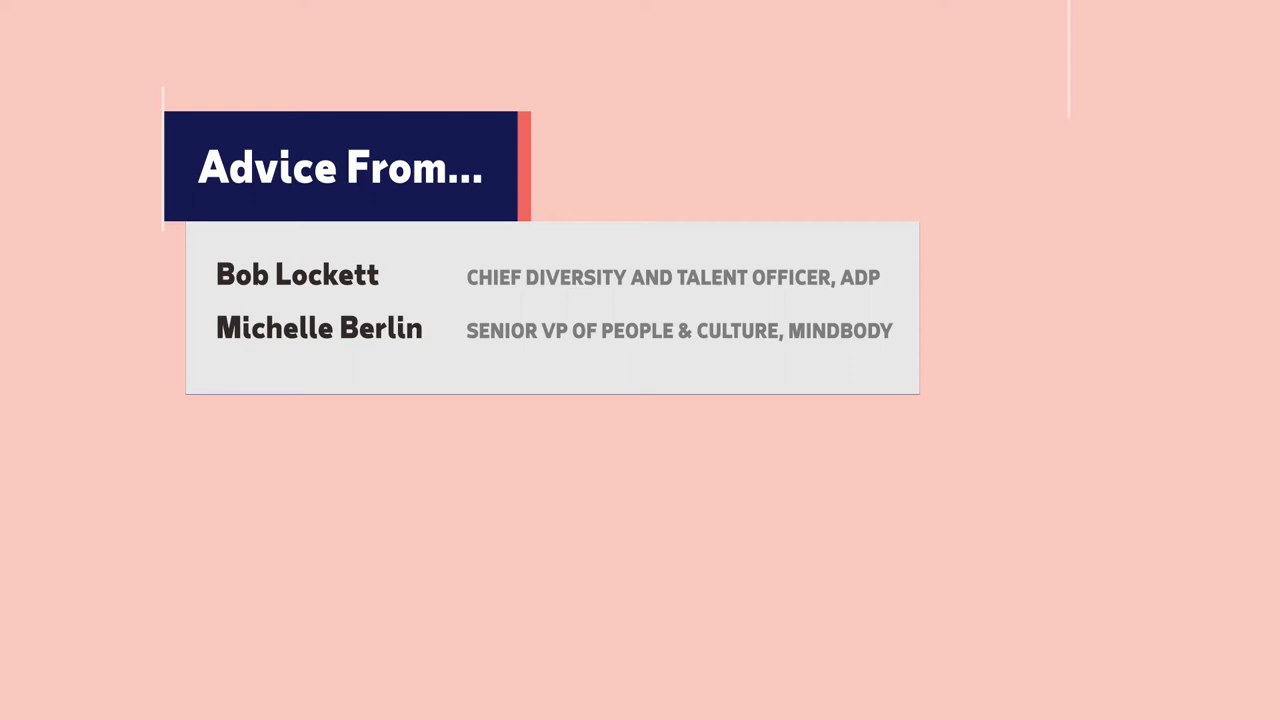 Advice From...
Bob Lockett CHIEF DIVERSITY AND TALENT OFFICER, ADP
Michelle Berlin SENIOR VP OF PEOPLE & CULTURE, MINDBODY